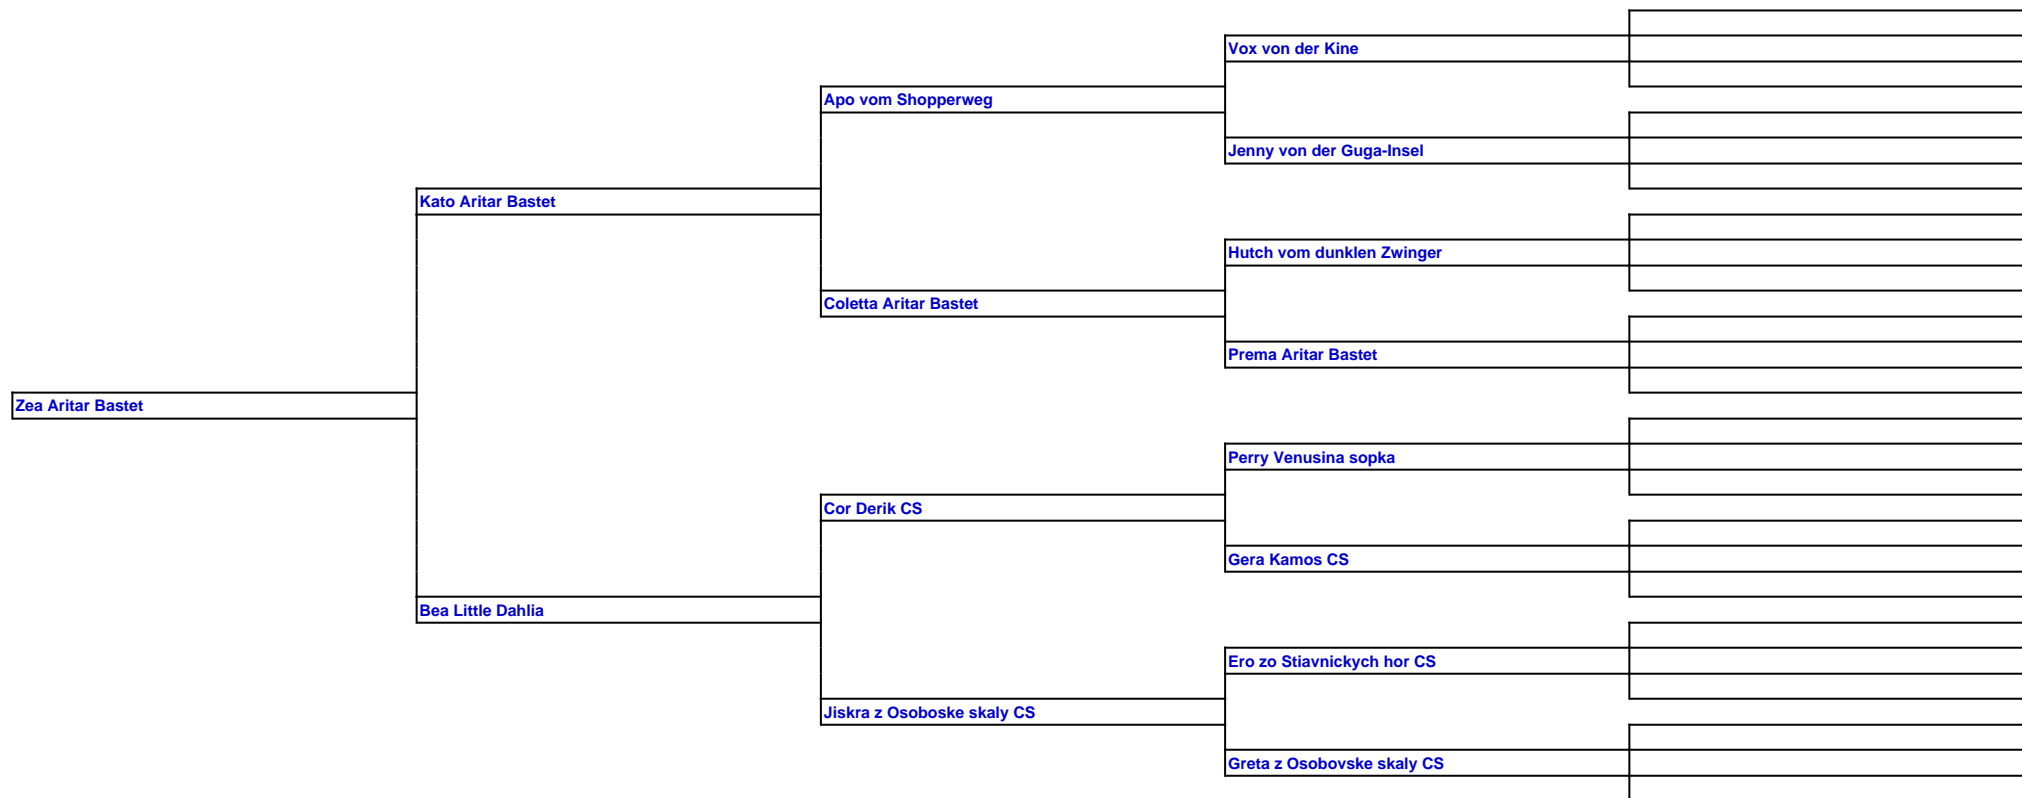 Vox von der Kine
Apo vom Shopperweg
Jenny von der Guga-Insel
Kato Aritar Bastet
Hutch vom dunklen Zwinger
Coletta Aritar Bastet
Prema Aritar Bastet
Zea Aritar Bastet
Perry Venusina sopka
Cor Derik CS
Gera Kamos CS
Bea Little Dahlia
Ero zo Stiavnickych hor CS
Jiskra z Osoboske skaly CS
Greta z Osobovske skaly CS